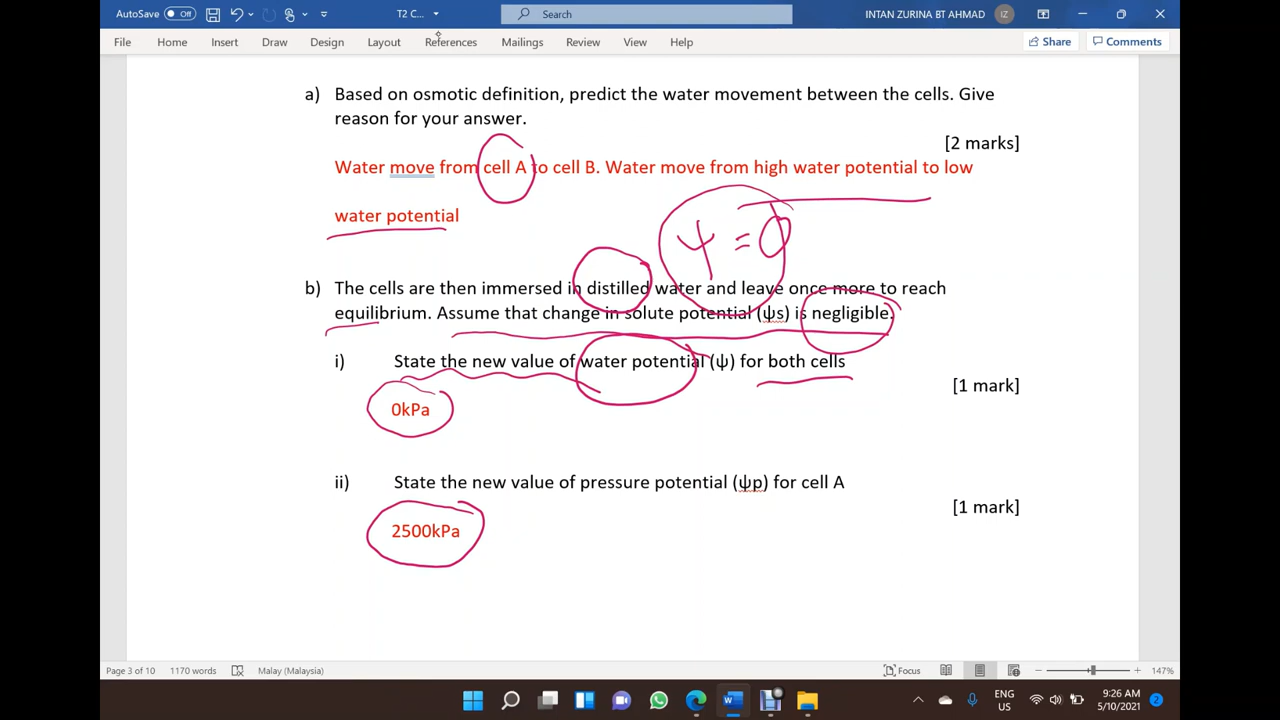 AutoSave Off T2 C... Search INTAN ZURINA BT AHMAD IZ
File Home Insert Draw Design Layout References Mailings Review View Help Share Comments
a) Based on osmotic definition, predict the water movement between the cells. Give
reason for your answer.
[2 marks]
Water move from cell A to cell B. Water move from high water potential to low
water potential
ψ = 0
b) The cells are then immersed in distilled water and leave once more to reach
equilibrium. Assume that change in solute potential (ψs) is negligible.
i) State the new value of water potential (ψ) for both cells
[1 mark]
0kPa
ii) State the new value of pressure potential (ψp) for cell A
[1 mark]
2500kPa
Page 3 of 10 1170 words Malay (Malaysia) Focus 147%
ENG
US
9:26 AM
5/10/2021
2